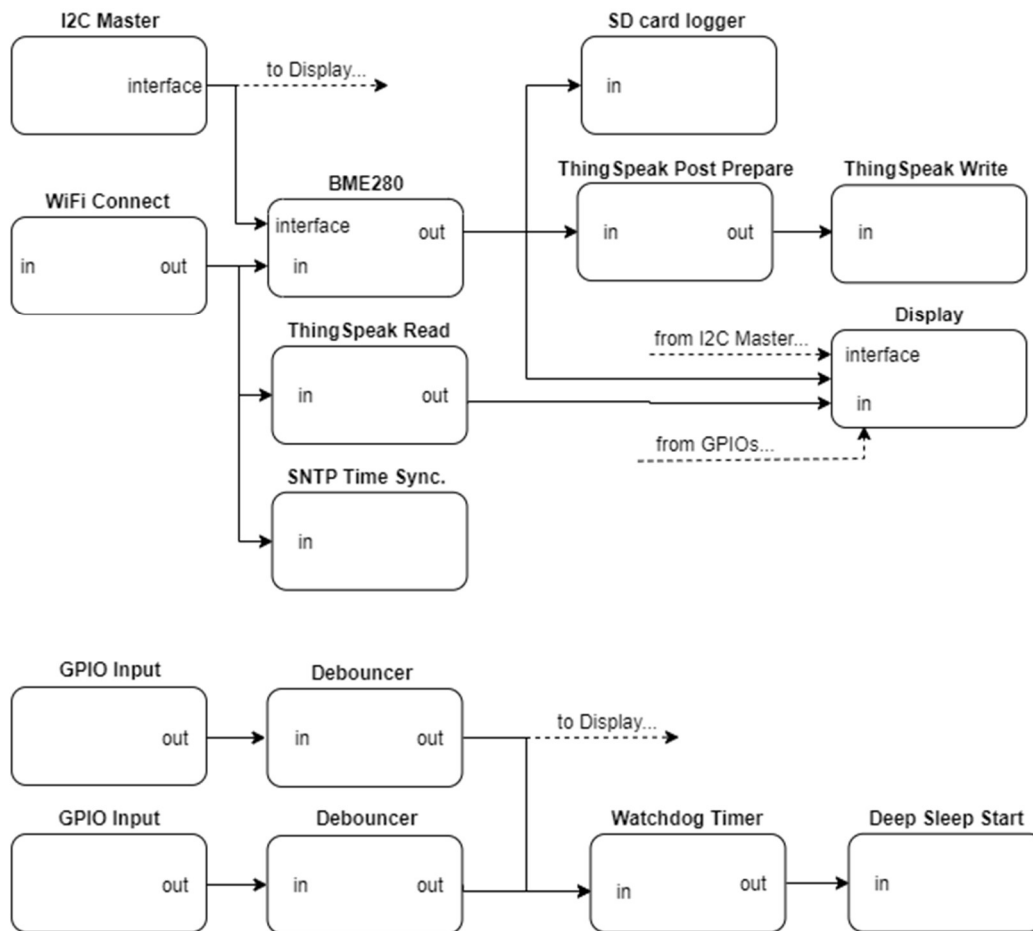 I2C Master
SD card logger
interface
to Display...
in
WiFi Connect
BME280
ThingSpeak Post Prepare
ThingSpeak Write
in
out
interface
in
out
in
out
in
ThingSpeak Read
in
out
Display
from I2C Master...
interface
in
from GPIOs...
SNTP Time Sync.
in
GPIO Input
Debouncer
out
in
out
to Display...
GPIO Input
Debouncer
Watchdog Timer
Deep Sleep Start
out
in
out
in
out
in